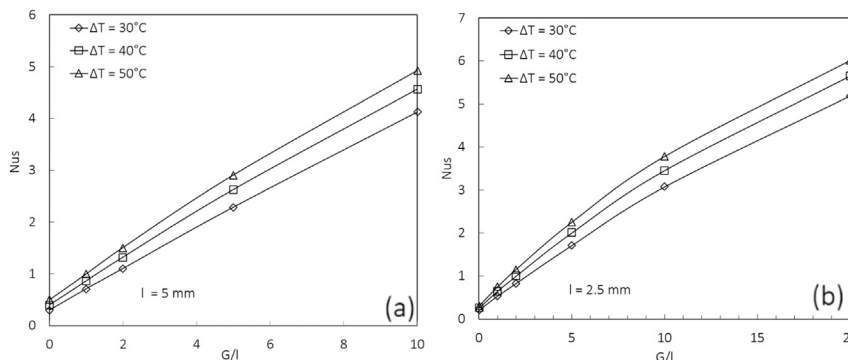 6
5
4
3
2
1
0
Nus
ΔT = 30°C
ΔT = 40°C
ΔT = 50°C
l = 5 mm
(a)
0 2 4 6 8 10
G/l
7
6
5
4
3
2
1
0
Nus
ΔT = 30°C
ΔT = 40°C
ΔT = 50°C
l = 2.5 mm
(b)
0 5 10 15
G/l